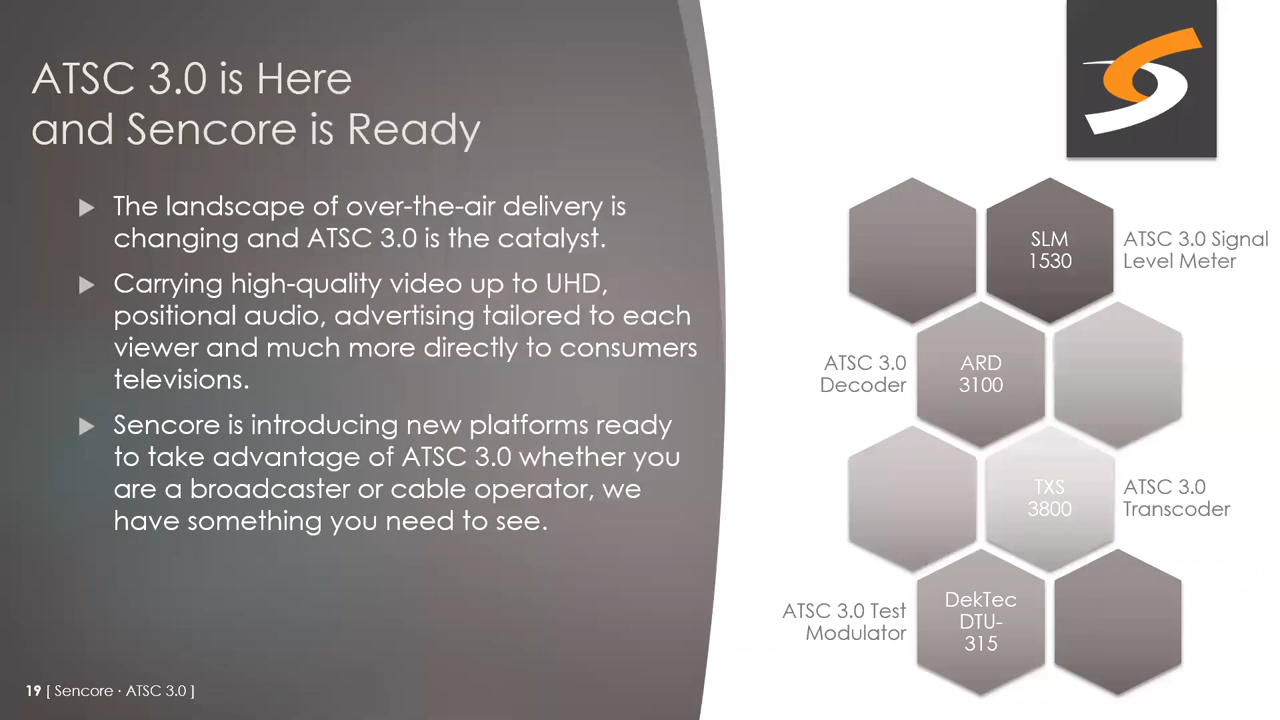 ATSC 3.0 is Here
and Sencore is Ready
The landscape of over-the-air delivery is
changing and ATSC 3.0 is the catalyst.
Carrying high-quality video up to UHD,
positional audio, advertising tailored to each
viewer and much more directly to consumers
televisions.
Sencore is introducing new platforms ready
to take advantage of ATSC 3.0 whether you
are a broadcaster or cable operator, we
have something you need to see.
SLM
1530
ATSC 3.0 Signal
Level Meter
ATSC 3.0
Decoder
ARD
3100
TXS
3800
ATSC 3.0
Transcoder
ATSC 3.0 Test
Modulator
DekTec
DTU-
315
19 [ Sencore · ATSC 3.0 ]